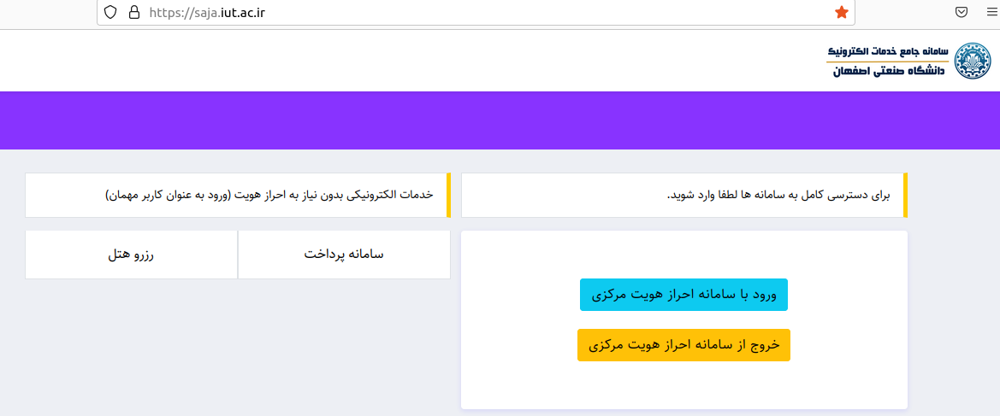 https://saja.iut.ac.ir
سامانه جامع خدمات الکترونیک
دانشگاه صنعتی اصفهان
برای دسترسی کامل به سامانه ها لطفا وارد شوید.
ورود با سامانه احراز هویت مرکزی
خروج از سامانه احراز هویت مرکزی
خدمات الکترونیکی بدون نیاز به احراز هویت (ورود به عنوان کاربر مهمان)
سامانه پرداخت
رزرو هتل